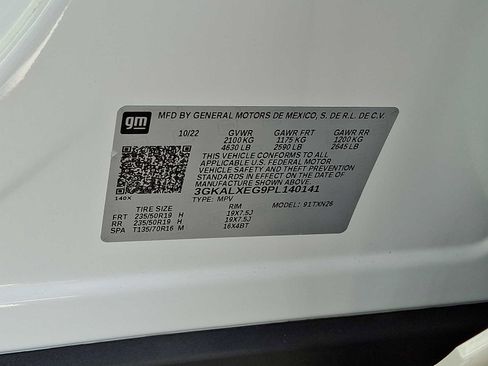 gm
MFD BY GENERAL MOTORS DE MEXICO, S. DE R.L. DE C.V.
10/22 GVWR GAWR FRT GAWR RR
2100 KG 1175 KG 1200 KG
4630 LB 2590 LB 2645 LB
THIS VEHICLE CONFORMS TO ALL
APPLICABLE U.S. FEDERAL MOTOR
VEHICLE SAFETY AND THEFT PREVENTION
STANDARDS IN EFFECT ON THE DATE OF
MANUFACTURE SHOWN ABOVE.
3GKALXEG9PL140141
140X TYPE: MPV MODEL: 91TXN26
TIRE SIZE RIM
FRT 235/50R19 H 19X7.5J
RR 235/50R19 H 19X7.5J
SPA T135/70R16 M 16X4BT